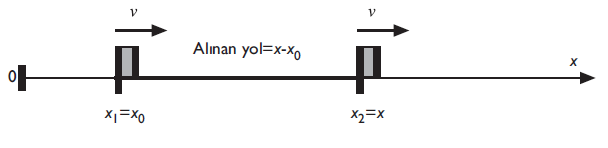 v v
Alınan yol=x-x₀
0 x
x₁=x₀ x₂=x